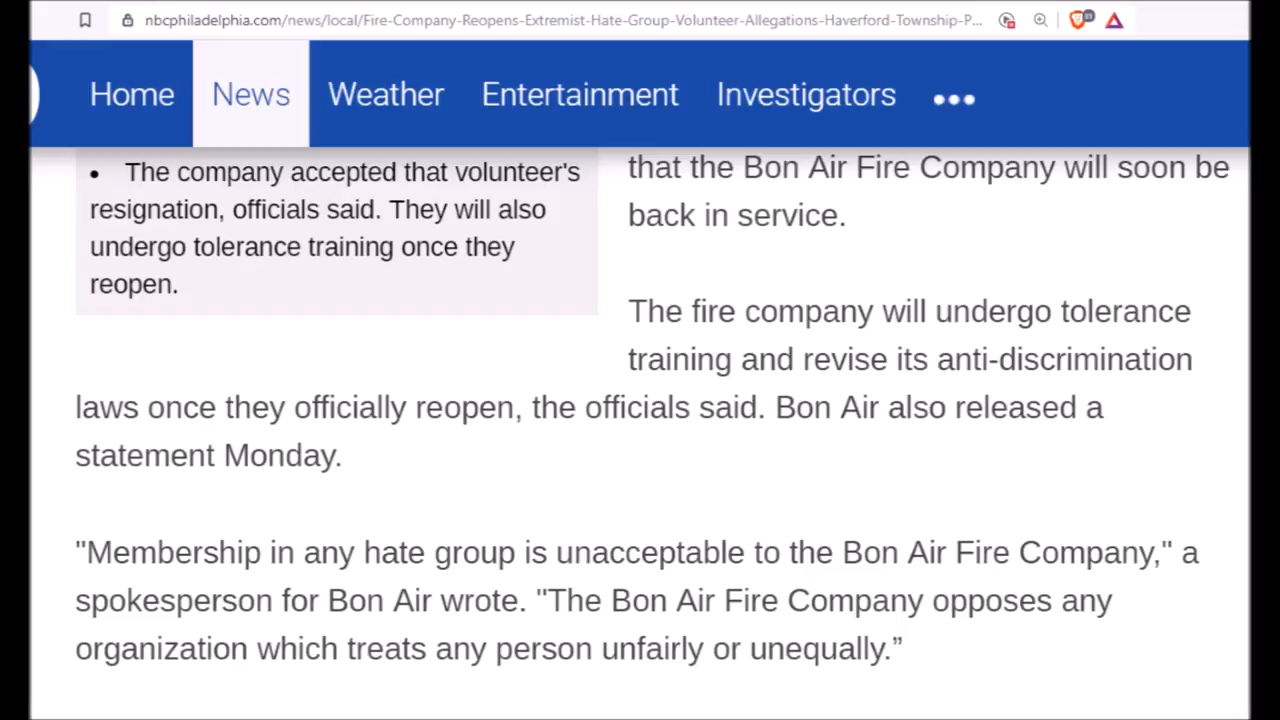 nbcphiladelphia.com/news/local/Fire-Company-Reopens-Extremist-Hate-Group-Volunteer-Allegations-Haverford-Township-P...
Home News Weather Entertainment Investigators •••
• The company accepted that volunteer's
resignation, officials said. They will also
undergo tolerance training once they
reopen.
that the Bon Air Fire Company will soon be
back in service.
The fire company will undergo tolerance
training and revise its anti-discrimination
laws once they officially reopen, the officials said. Bon Air also released a
statement Monday.
"Membership in any hate group is unacceptable to the Bon Air Fire Company," a
spokesperson for Bon Air wrote. "The Bon Air Fire Company opposes any
organization which treats any person unfairly or unequally.”